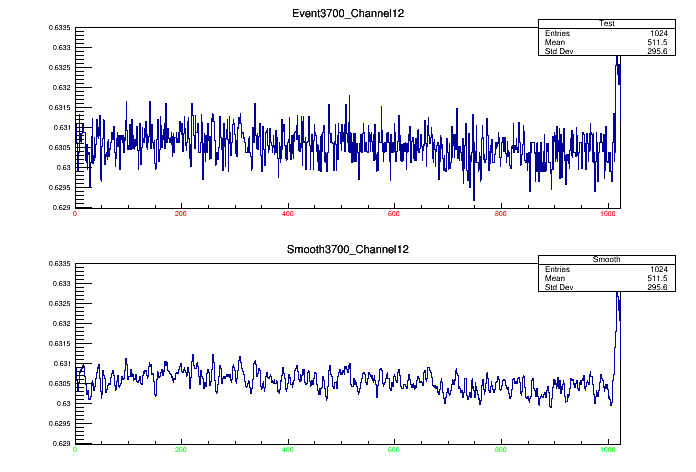 Event3700_Channel12
Test
Entries 1024
Mean 511.5
Std Dev 295.6
0.6335
0.633
0.6325
0.632
0.6315
0.631
0.6305
0.63
0.6295
0.629
0 200 400 600 800 1000
Smooth3700_Channel12
Smooth
Entries 1024
Mean 511.5
Std Dev 295.6
0.6335
0.633
0.6325
0.632
0.6315
0.631
0.6305
0.63
0.6295
0.629
0 200 400 600 800 1000